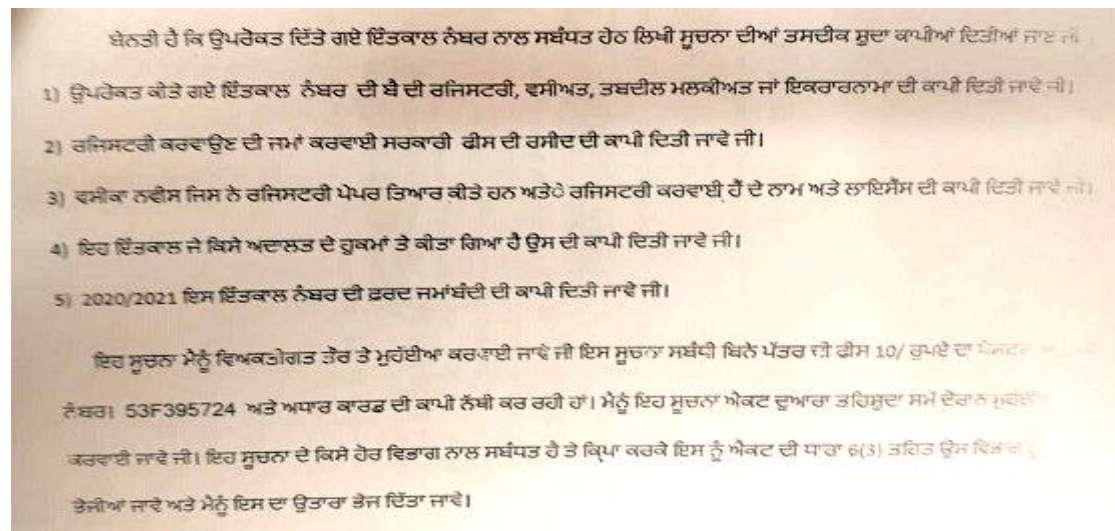 ਬੇਨਤੀ ਹੈ ਕਿ ਉਪਰੋਕਤ ਦਿੱਤੇ ਗਏ ਇੰਤਕਾਲ ਨੰਬਰ ਨਾਲ ਸਬੰਧਤ ਹੇਠ ਲਿਖੀ ਸੂਚਨਾ ਦੀਆਂ ਤਸਦੀਕ ਸ਼ੁਦਾ ਕਾਪੀਆਂ ਦਿਤੀਆਂ ਜਾਣ ਜੀ
1) ਉਪਰੋਕਤ ਕੀਤੇ ਗਏ ਇੰਤਕਾਲ ਨੰਬਰ ਦੀ ਬੈ ਦੀ ਰਜਿਸਟਰੀ, ਵਸੀਅਤ, ਤਬਦੀਲ ਮਲਕੀਅਤ ਜਾਂ ਇਕਰਾਰਨਾਮਾ ਦੀ ਕਾਪੀ ਦਿਤੀ ਜਾਵੇ ਜੀ।
2) ਰਜਿਸਟਰੀ ਕਰਵਾਉਣ ਦੀ ਜਮਾਂ ਕਰਵਾਈ ਸਰਕਾਰੀ ਫੀਸ ਦੀ ਰਸੀਦ ਦੀ ਕਾਪੀ ਦਿਤੀ ਜਾਵੇ ਜੀ।
3) ਵਸੀਕਾ ਨਵੀਸ ਜਿਸ ਨੇ ਰਜਿਸਟਰੀ ਪੇਪਰ ਤਿਆਰ ਕੀਤੇ ਹਨ ਅਤੇੇ ਰਜਿਸਟਰੀ ਕਰਵਾਈ ਹੈਂ ਦੇ ਨਾਮ ਅਤੇ ਲਾਇਸੈਂਸ ਦੀ ਕਾਪੀ ਦਿਤੀ ਜਾਵੇ ਜੀ।
4) ਇਹ ਇੰਤਕਾਲ ਜੇ ਕਿਸੇ ਅਦਾਲਤ ਦੇ ਹੁਕਮਾਂ ਤੇ ਕੀਤਾ ਗਿਆ ਹੈ ਉਸ ਦੀ ਕਾਪੀ ਦਿਤੀ ਜਾਵੇ ਜੀ।
5) 2020/2021 ਇਸ ਇੰਤਕਾਲ ਨੰਬਰ ਦੀ ਫ਼ਰਦ ਜਮਾਂਬੰਦੀ ਦੀ ਕਾਪੀ ਦਿਤੀ ਜਾਵੇ ਜੀ।
ਇਹ ਸੂਚਨਾ ਮੈਨੂੰ ਵਿਅਕਤੀਗਤ ਤੋਰ ਤੇ ਮੁਹੱਈਆ ਕਰਵਾਈ ਜਾਵੇ ਜੀ ਇਸ ਸੂਚਨਾ ਸਬੰਧੀ ਬਿਨੇ ਪੱਤਰ ਦੀ ਫੀਸ 10/ ਰੁਪਏ ਦਾ ਪੋਸਟਲ
ਨੰਬਰ। 53F395724 ਅਤੇ ਅਧਾਰ ਕਾਰਡ ਦੀ ਕਾਪੀ ਨੱਥੀ ਕਰ ਰਹੀ ਹਾਂ। ਮੈਨੂੰ ਇਹ ਸੂਚਨਾ ਐਕਟ ਦੁਆਰਾ ਤਹਿਸ਼ੁਦਾ ਸਮੇਂ ਦੋਰਾਨ
ਕਰਵਾਈ ਜਾਵੇ ਜੀ। ਇਹ ਸੂਚਨਾ ਦੇ ਕਿਸੇ ਹੋਰ ਵਿਭਾਗ ਨਾਲ ਸਬੰਧਤ ਹੈ ਤੇ ਕ੍ਰਿਪਾ ਕਰਕੇ ਇਸ ਨੂੰ ਐਕਟ ਦੀ ਧਾਰਾ 6(3) ਤਹਿਤ ਉਸ ਵਿਭਾਗ
ਭੇਜੀਆਂ ਜਾਵੇ ਅਤੇ ਮੈਨੂੰ ਇਸ ਦਾ ਉਤਾਰਾ ਭੇਜ ਦਿੱਤਾ ਜਾਵੇ।